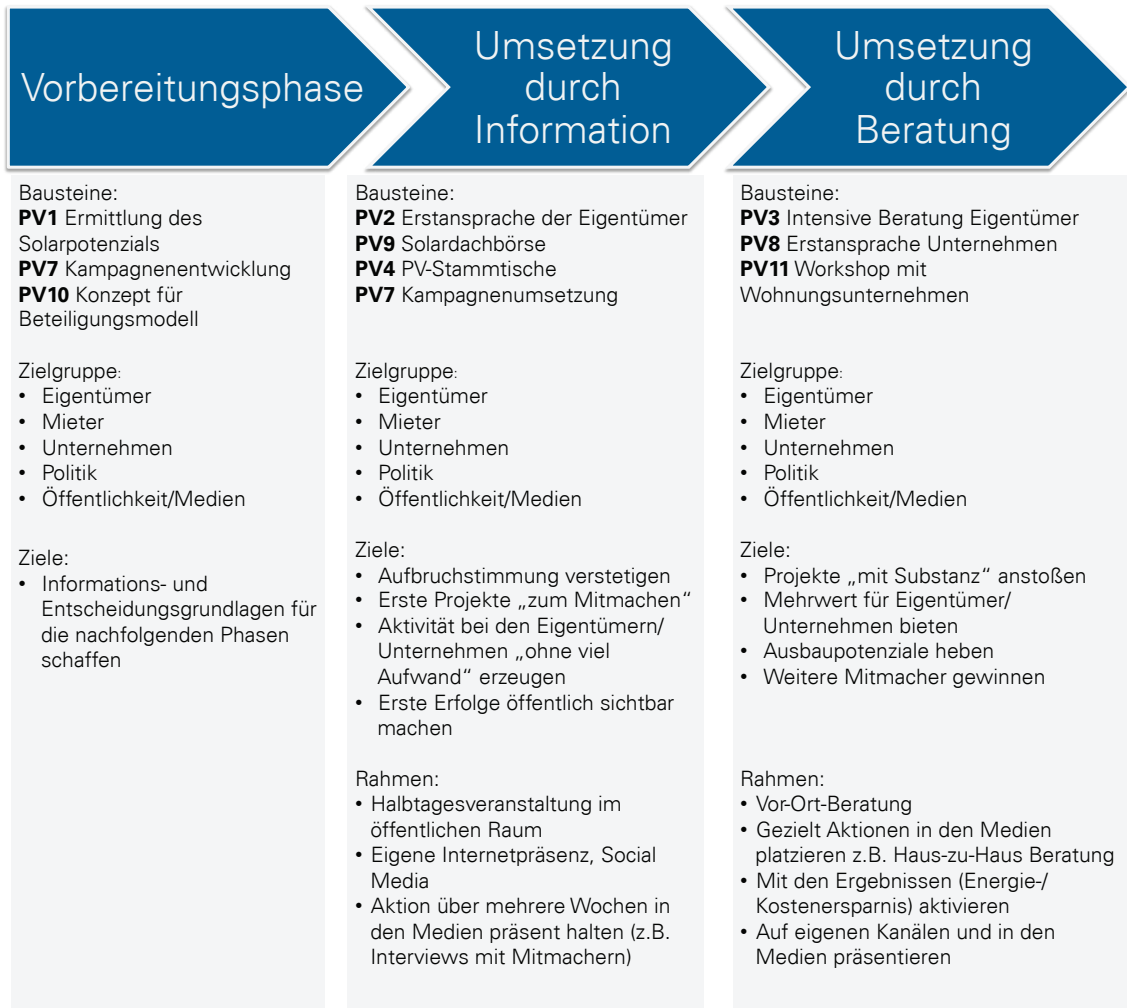 Vorbereitungsphase
Umsetzung
durch
Information
Umsetzung
durch
Beratung
Bausteine:
PV1 Ermittlung des
Solarpotenzials
PV7 Kampagnenentwicklung
PV10 Konzept für
Beteiligungsmodell
Zielgruppe:
• Eigentümer
• Mieter
• Unternehmen
• Politik
• Öffentlichkeit/Medien
Ziele:
• Informations- und
Entscheidungsgrundlagen für
die nachfolgenden Phasen
schaffen
Bausteine:
PV2 Erstansprache der Eigentümer
PV9 Solardachbörse
PV4 PV-Stammtische
PV7 Kampagnenumsetzung
Zielgruppe:
• Eigentümer
• Mieter
• Unternehmen
• Politik
• Öffentlichkeit/Medien
Ziele:
• Aufbruchstimmung verstetigen
• Erste Projekte „zum Mitmachen“
• Aktivität bei den Eigentümern/
Unternehmen „ohne viel
Aufwand“ erzeugen
• Erste Erfolge öffentlich sichtbar
machen
Rahmen:
• Halbtagesveranstaltung im
öffentlichen Raum
• Eigene Internetpräsenz, Social
Media
• Aktion über mehrere Wochen in
den Medien präsent halten (z.B.
Interviews mit Mitmachern)
Bausteine:
PV3 Intensive Beratung Eigentümer
PV8 Erstansprache Unternehmen
PV11 Workshop mit
Wohnungsunternehmen
Zielgruppe:
• Eigentümer
• Mieter
• Unternehmen
• Politik
• Öffentlichkeit/Medien
Ziele:
• Projekte „mit Substanz“ anstoßen
• Mehrwert für Eigentümer/
Unternehmen bieten
• Ausbaupotenziale heben
• Weitere Mitmacher gewinnen
Rahmen:
• Vor-Ort-Beratung
• Gezielt Aktionen in den Medien
platzieren z.B. Haus-zu-Haus Beratung
• Mit den Ergebnissen (Energie-/
Kostenersparnis) aktivieren
• Auf eigenen Kanälen und in den
Medien präsentieren